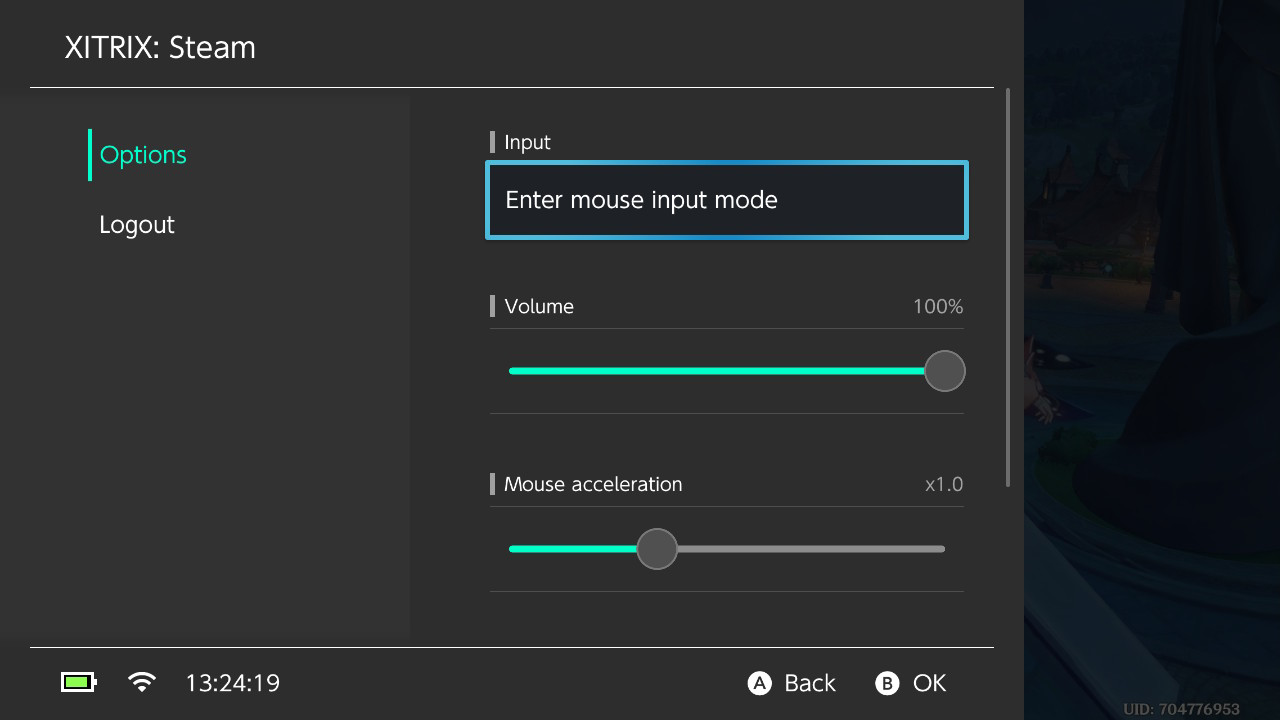 XITRIX: Steam
Options
Logout
Input
Enter mouse input mode
Volume 100%
Mouse acceleration x1.0
13:24:19 A Back B OK
UID: 704776953